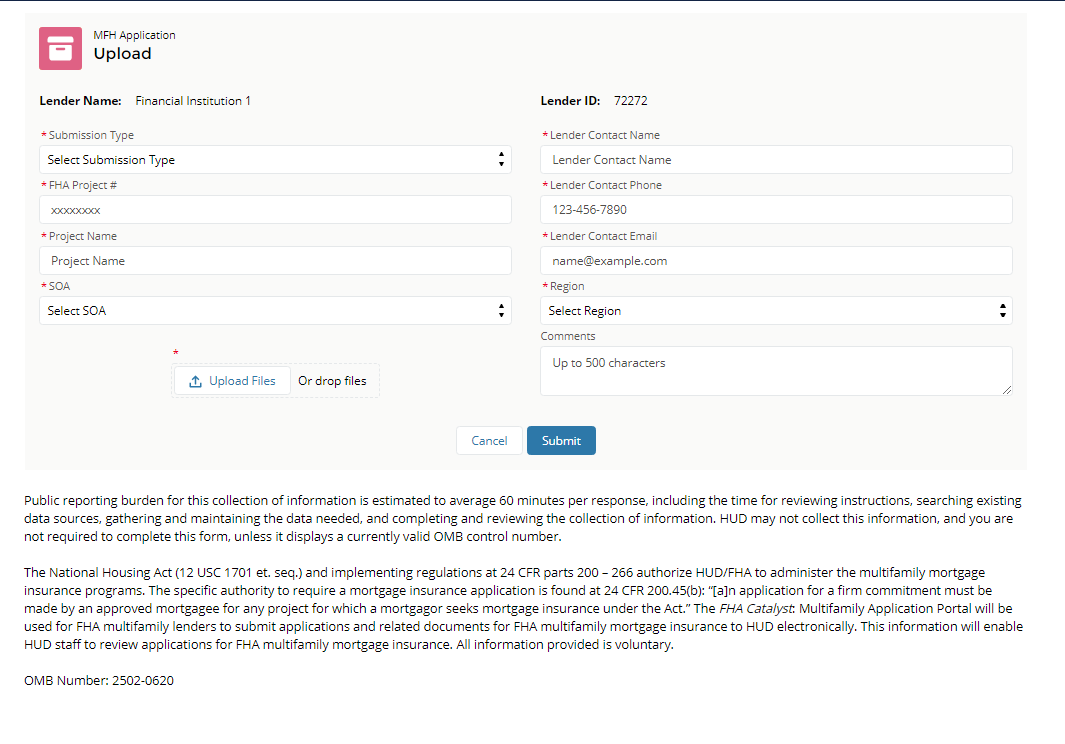 MFH Application
Upload
Lender Name: Financial Institution 1
Lender ID: 72272
* Submission Type
Select Submission Type
* Lender Contact Name
Lender Contact Name
* FHA Project #
xxxxxxxx
* Lender Contact Phone
123-456-7890
* Project Name
Project Name
* Lender Contact Email
name@example.com
* SOA
Select SOA
* Region
Select Region
Comments
Up to 500 characters
*
Upload Files Or drop files
Cancel Submit
Public reporting burden for this collection of information is estimated to average 60 minutes per response, including the time for reviewing instructions, searching existing
data sources, gathering and maintaining the data needed, and completing and reviewing the collection of information. HUD may not collect this information, and you are
not required to complete this form, unless it displays a currently valid OMB control number.
The National Housing Act (12 USC 1701 et. seq.) and implementing regulations at 24 CFR parts 200 – 266 authorize HUD/FHA to administer the multifamily mortgage
insurance programs. The specific authority to require a mortgage insurance application is found at 24 CFR 200.45(b): “[a]n application for a firm commitment must be
made by an approved mortgagee for any project for which a mortgagor seeks mortgage insurance under the Act.” The FHA Catalyst: Multifamily Application Portal will be
used for FHA multifamily lenders to submit applications and related documents for FHA multifamily mortgage insurance to HUD electronically. This information will enable
HUD staff to review applications for FHA multifamily mortgage insurance. All information provided is voluntary.
OMB Number: 2502-0620